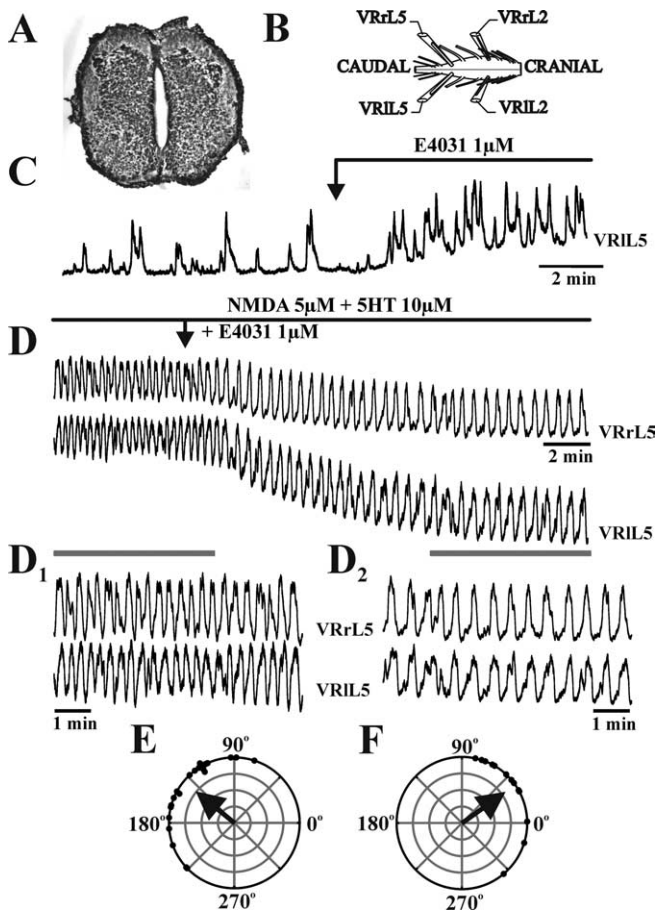 A
B
VRrL5 VRrL2
CAUDAL CRANIAL
VRlL5 VRlL2
C
E4031 1μM
VRlL5
2 min
NMDA 5μM + 5HT 10μM
D
+ E4031 1μM
VRrL5
2 min
VRlL5
D1 D2
VRrL5
VRlL5
1 min 1 min
E F
90° 90°
180° 0° 180° 0°
270° 270°